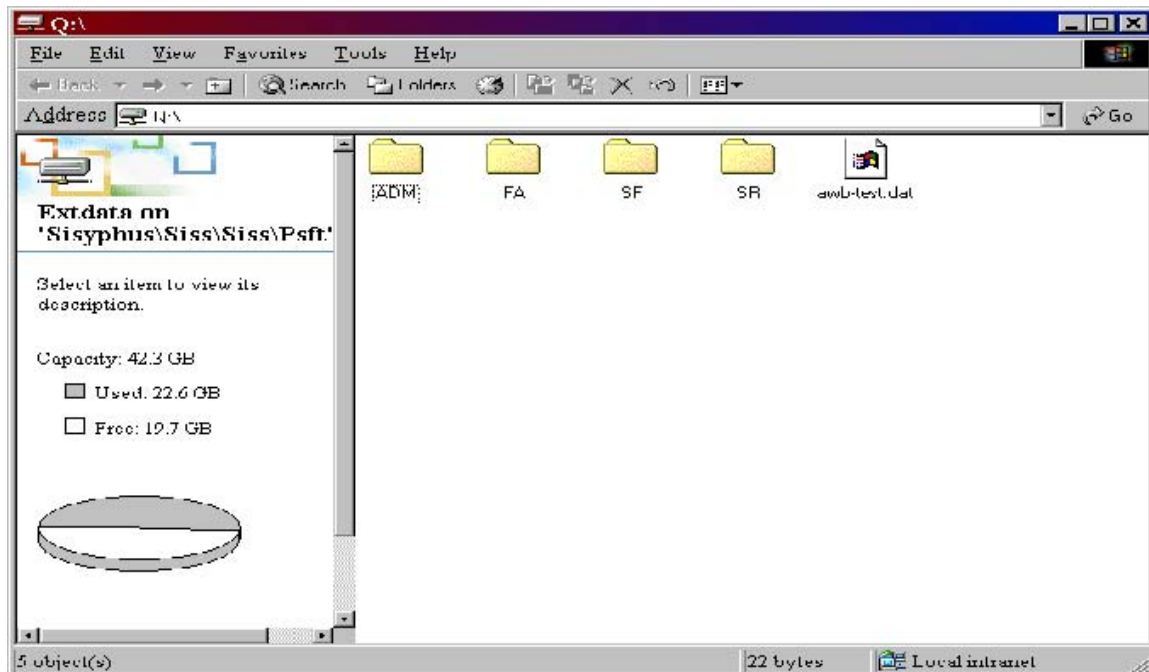 Q:\
File Edit View Favorites Tools Help
Back Search Folders
Address Q:\ Go
Extdata on
'Sisyphus\Siss\Siss\Psft'
Select an item to view its
description.
Capacity: 42.3 GB
Used: 22.6 GB
Free: 19.7 GB
ADM FA SF SR awb-test.dat
5 object(s) 22 bytes Local intranet